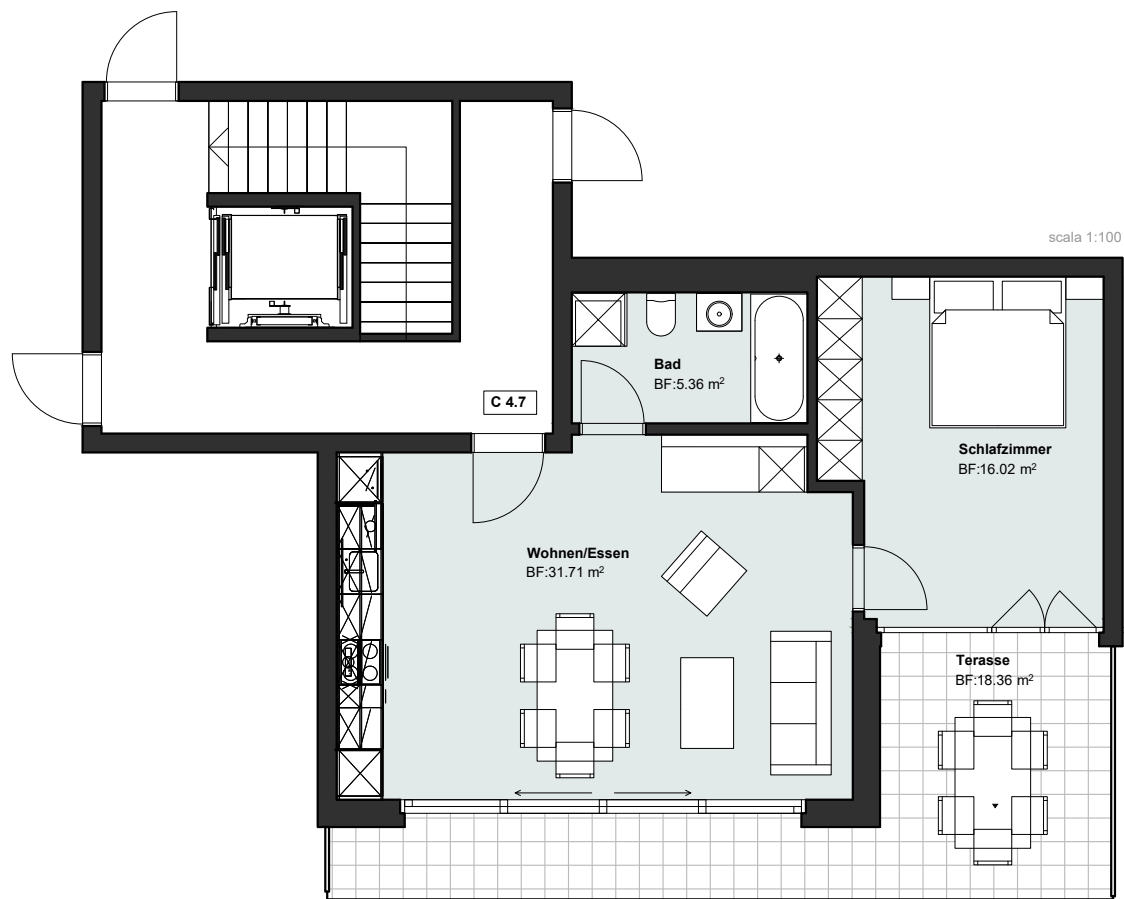 scala 1:100
Bad
BF:5.36 m²
C 4.7
Schlafzimmer
BF:16.02 m²
Wohnen/Essen
BF:31.71 m²
Terasse
BF:18.36 m²